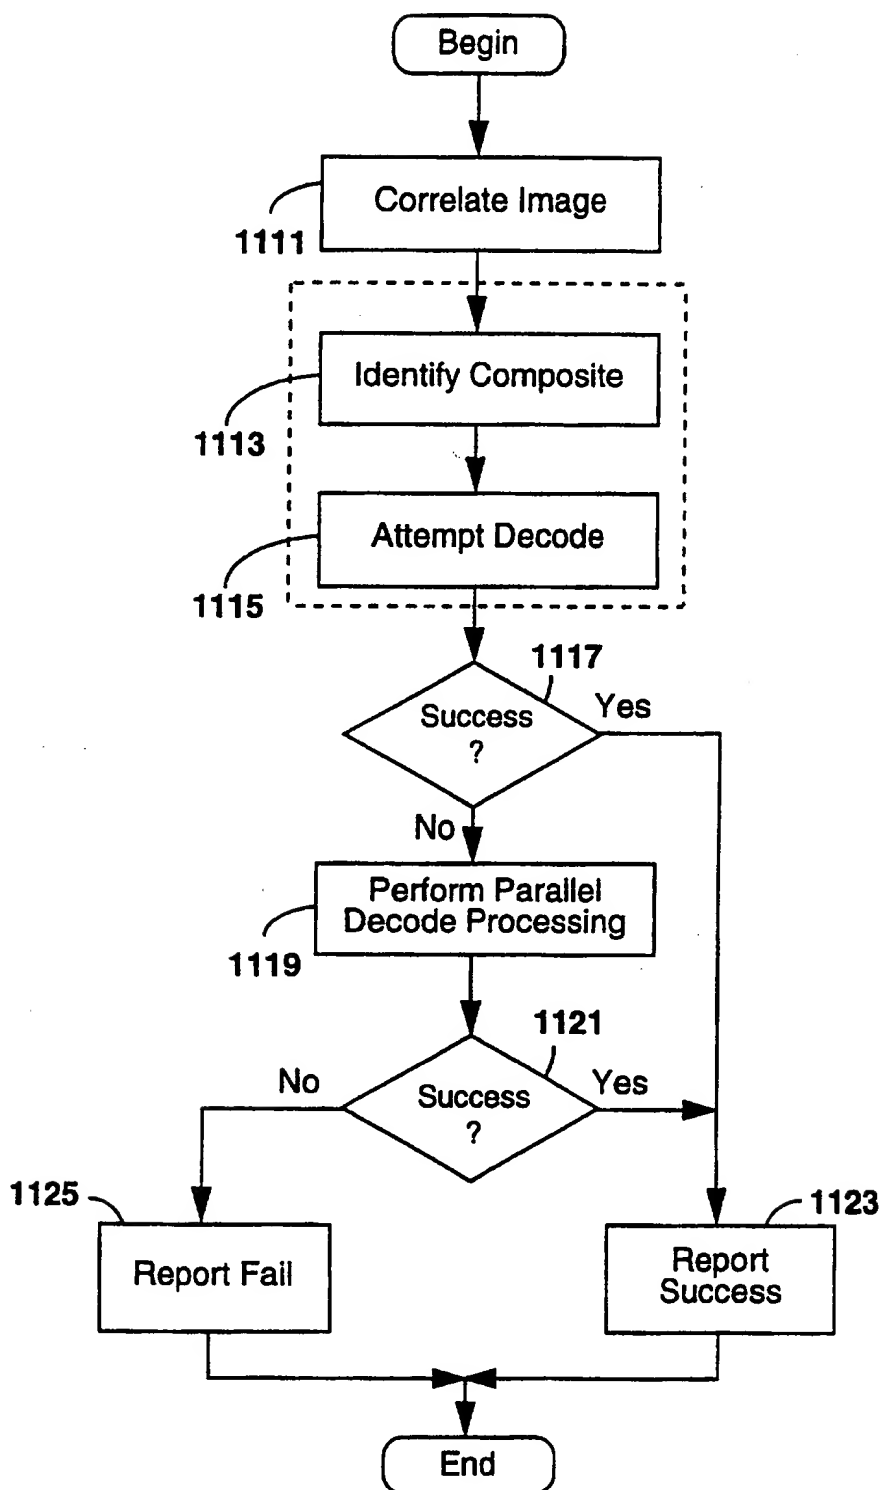 Begin
Correlate Image
1111
Identify Composite
1113
Attempt Decode
1115
1117
Success
?
Yes
No
Perform Parallel
Decode Processing
1119
1121
No
Success
?
Yes
1125
1123
Report Fail
Report
Success
End